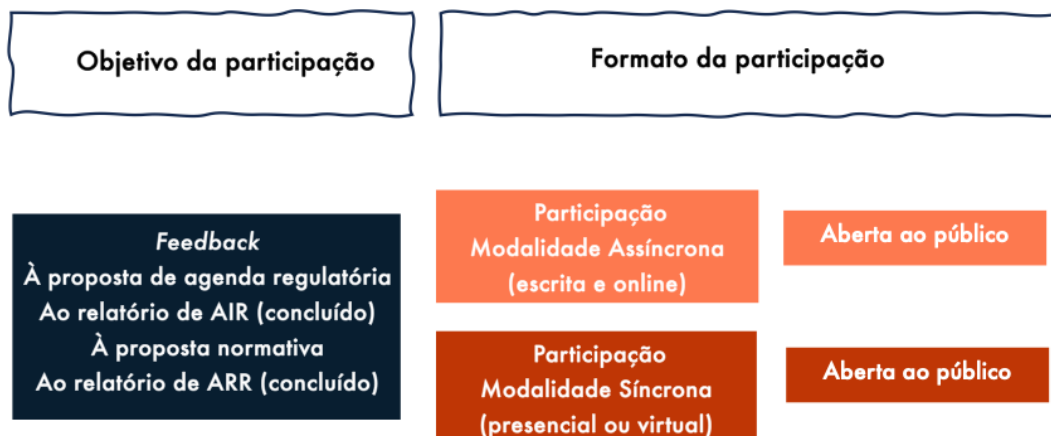 Objetivo da participação
Formato da participação
Feedback
À proposta de agenda regulatória
Ao relatório de AIR (concluído)
À proposta normativa
Ao relatório de ARR (concluído)
Participação
Modalidade Assíncrona
(escrita e online)
Aberta ao público
Participação
Modalidade Síncrona
(presencial ou virtual)
Aberta ao público